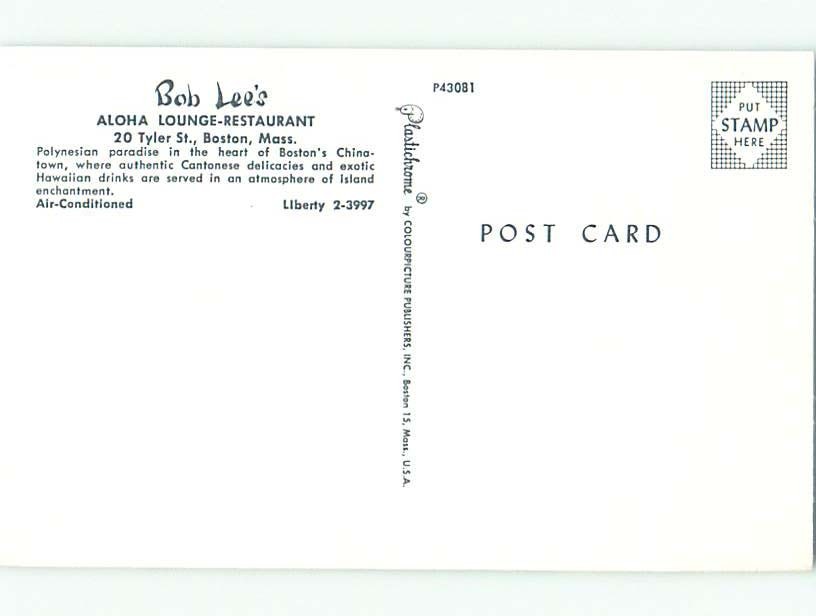 Bob Lee's
ALOHA LOUNGE-RESTAURANT
20 Tyler St., Boston, Mass.
Polynesian paradise in the heart of Boston's China-
town, where authentic Cantonese delicacies and exotic
Hawaiian drinks are served in an atmosphere of island
enchantment.
Air-Conditioned LIberty 2-3997
Plastichrome ® by COLOURPICTURE PUBLISHERS, INC., Boston 15, Mass., U.S.A.
P43081
PUT
STAMP
HERE
POST CARD